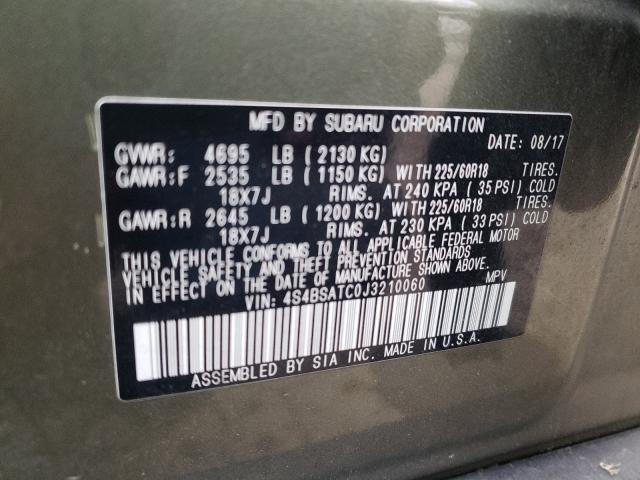 MFD BY SUBARU CORPORATION
DATE: 08/17
GVWR: 4695 LB (2130 KG)
GAWR:F 2535 LB (1150 KG) WITH 225/60R18 TIRES.
18X7J RIMS. AT 240 KPA (35 PSI) COLD
GAWR:R 2645 LB (1200 KG) WITH 225/60R18 TIRES.
18X7J RIMS. AT 230 KPA (33 PSI) COLD
THIS VEHICLE CONFORMS TO ALL APPLICABLE FEDERAL MOTOR
VEHICLE SAFETY AND THEFT PREVENTION STANDARDS
IN EFFECT ON THE DATE OF MANUFACTURE SHOWN ABOVE.
VIN: 4S4BSATC0J3210060 MPV
ASSEMBLED BY SIA INC. MADE IN U.S.A.